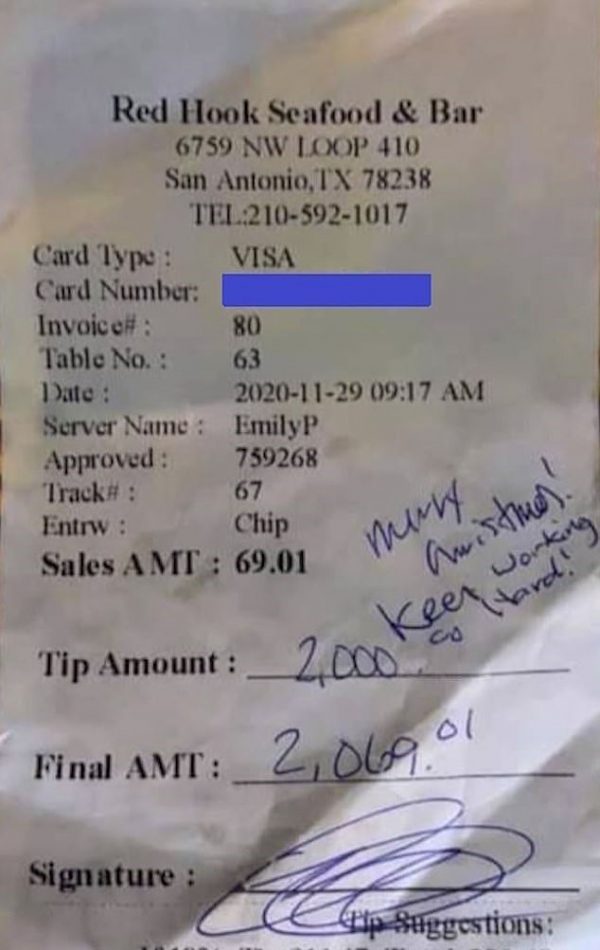 Red Hook Seafood & Bar
6759 NW LOOP 410
San Antonio,TX 78238
TEL:210-592-1017
Card Type : VISA
Card Number:
Invoice# : 80
Table No. : 63
Date : 2020-11-29 09:17 AM
Server Name : EmilyP
Approved : 759268
Track# : 67
Entrw : Chip
Sales AMT : 69.01
Merry
Christmas!
Keep working
so Hard!
Tip Amount : 2,000.
Final AMT : 2,069.01
Signature :
Tip Suggestions: